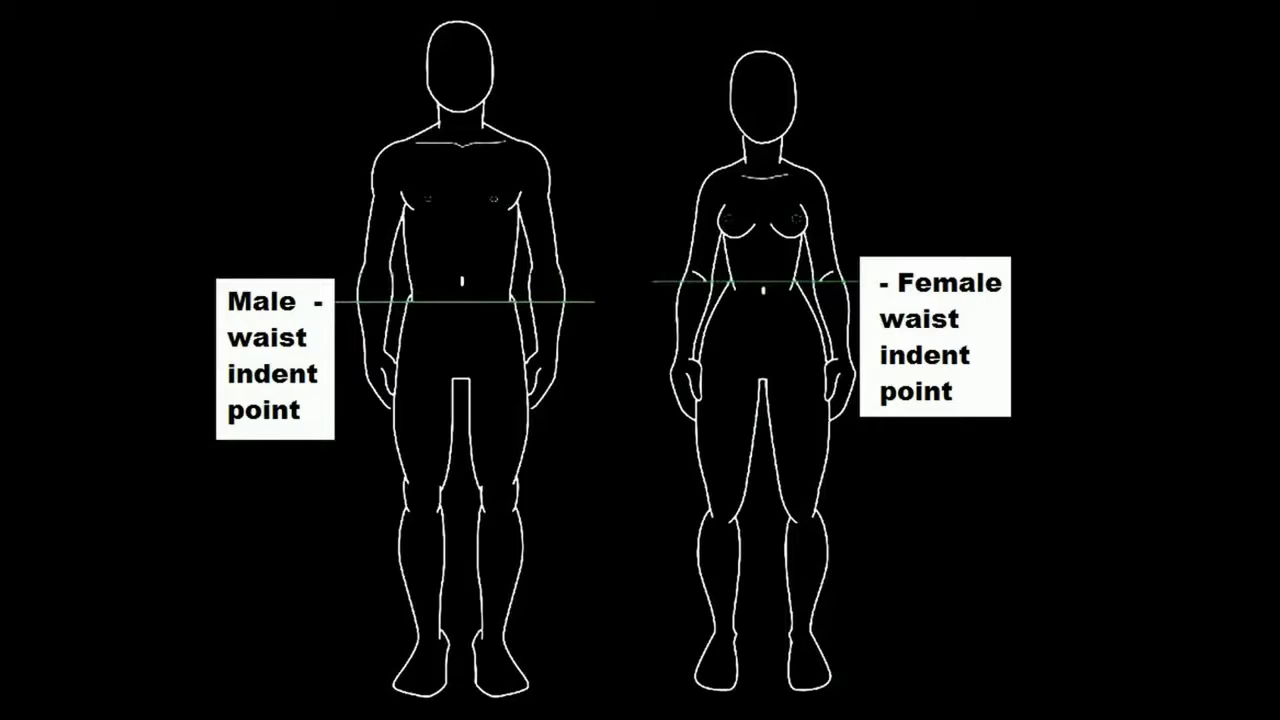 Male -
waist
indent
point
- Female
waist
indent
point